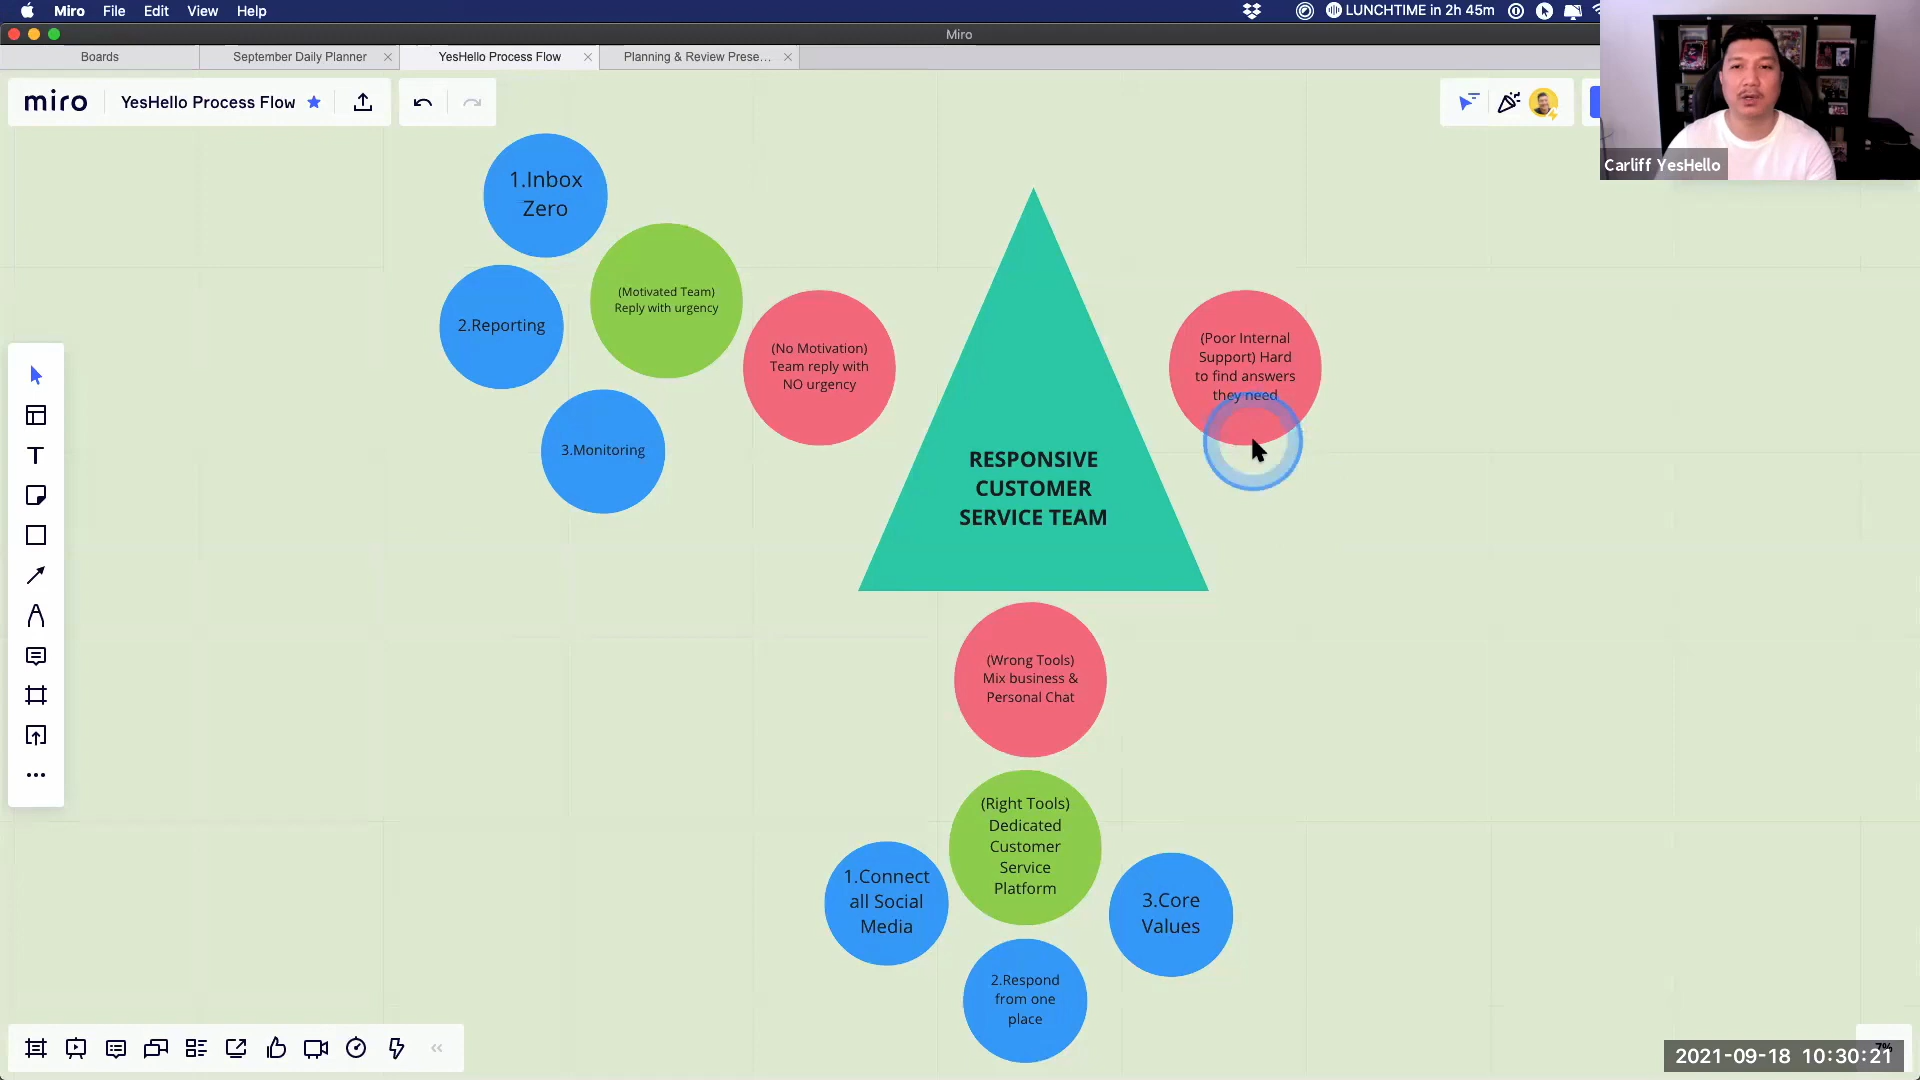 Miro File Edit View Help
LUNCHTIME in 2h 45m
Miro
Boards
September Daily Planner
YesHello Process Flow
Planning & Review Prese...
miro
YesHello Process Flow
Carliff YesHello
1.Inbox
Zero
(Motivated Team)
Reply with urgency
2.Reporting
3.Monitoring
(No Motivation)
Team reply with
NO urgency
(Poor Internal
Support) Hard
to find answers
they need
RESPONSIVE
CUSTOMER
SERVICE TEAM
(Wrong Tools)
Mix business &
Personal Chat
(Right Tools)
Dedicated
Customer
Service
Platform
1.Connect
all Social
Media
3.Core
Values
2.Respond
from one
place
7%
2021-09-18 10:30:21